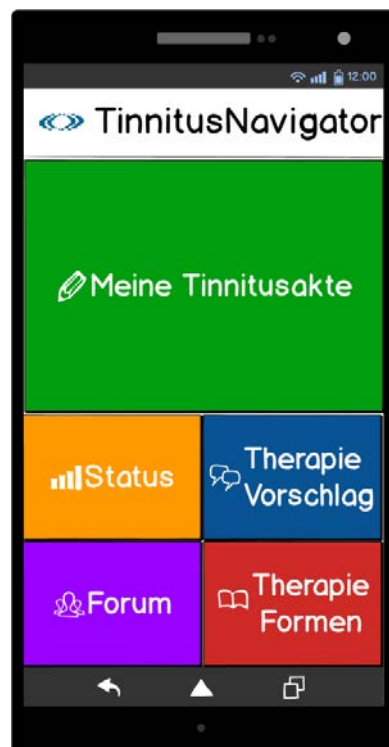 12:00
TinnitusNavigator
Meine Tinnitusakte
Status
Therapie
Vorschlag
Forum
Therapie
Formen